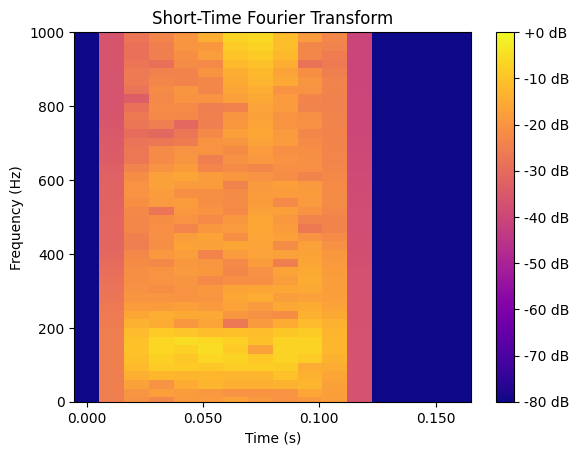 Short-Time Fourier Transform
Frequency (Hz)
1000
800
600
400
200
0
0.000
0.050
0.100
0.150
Time (s)
+0 dB
-10 dB
-20 dB
-30 dB
-40 dB
-50 dB
-60 dB
-70 dB
-80 dB